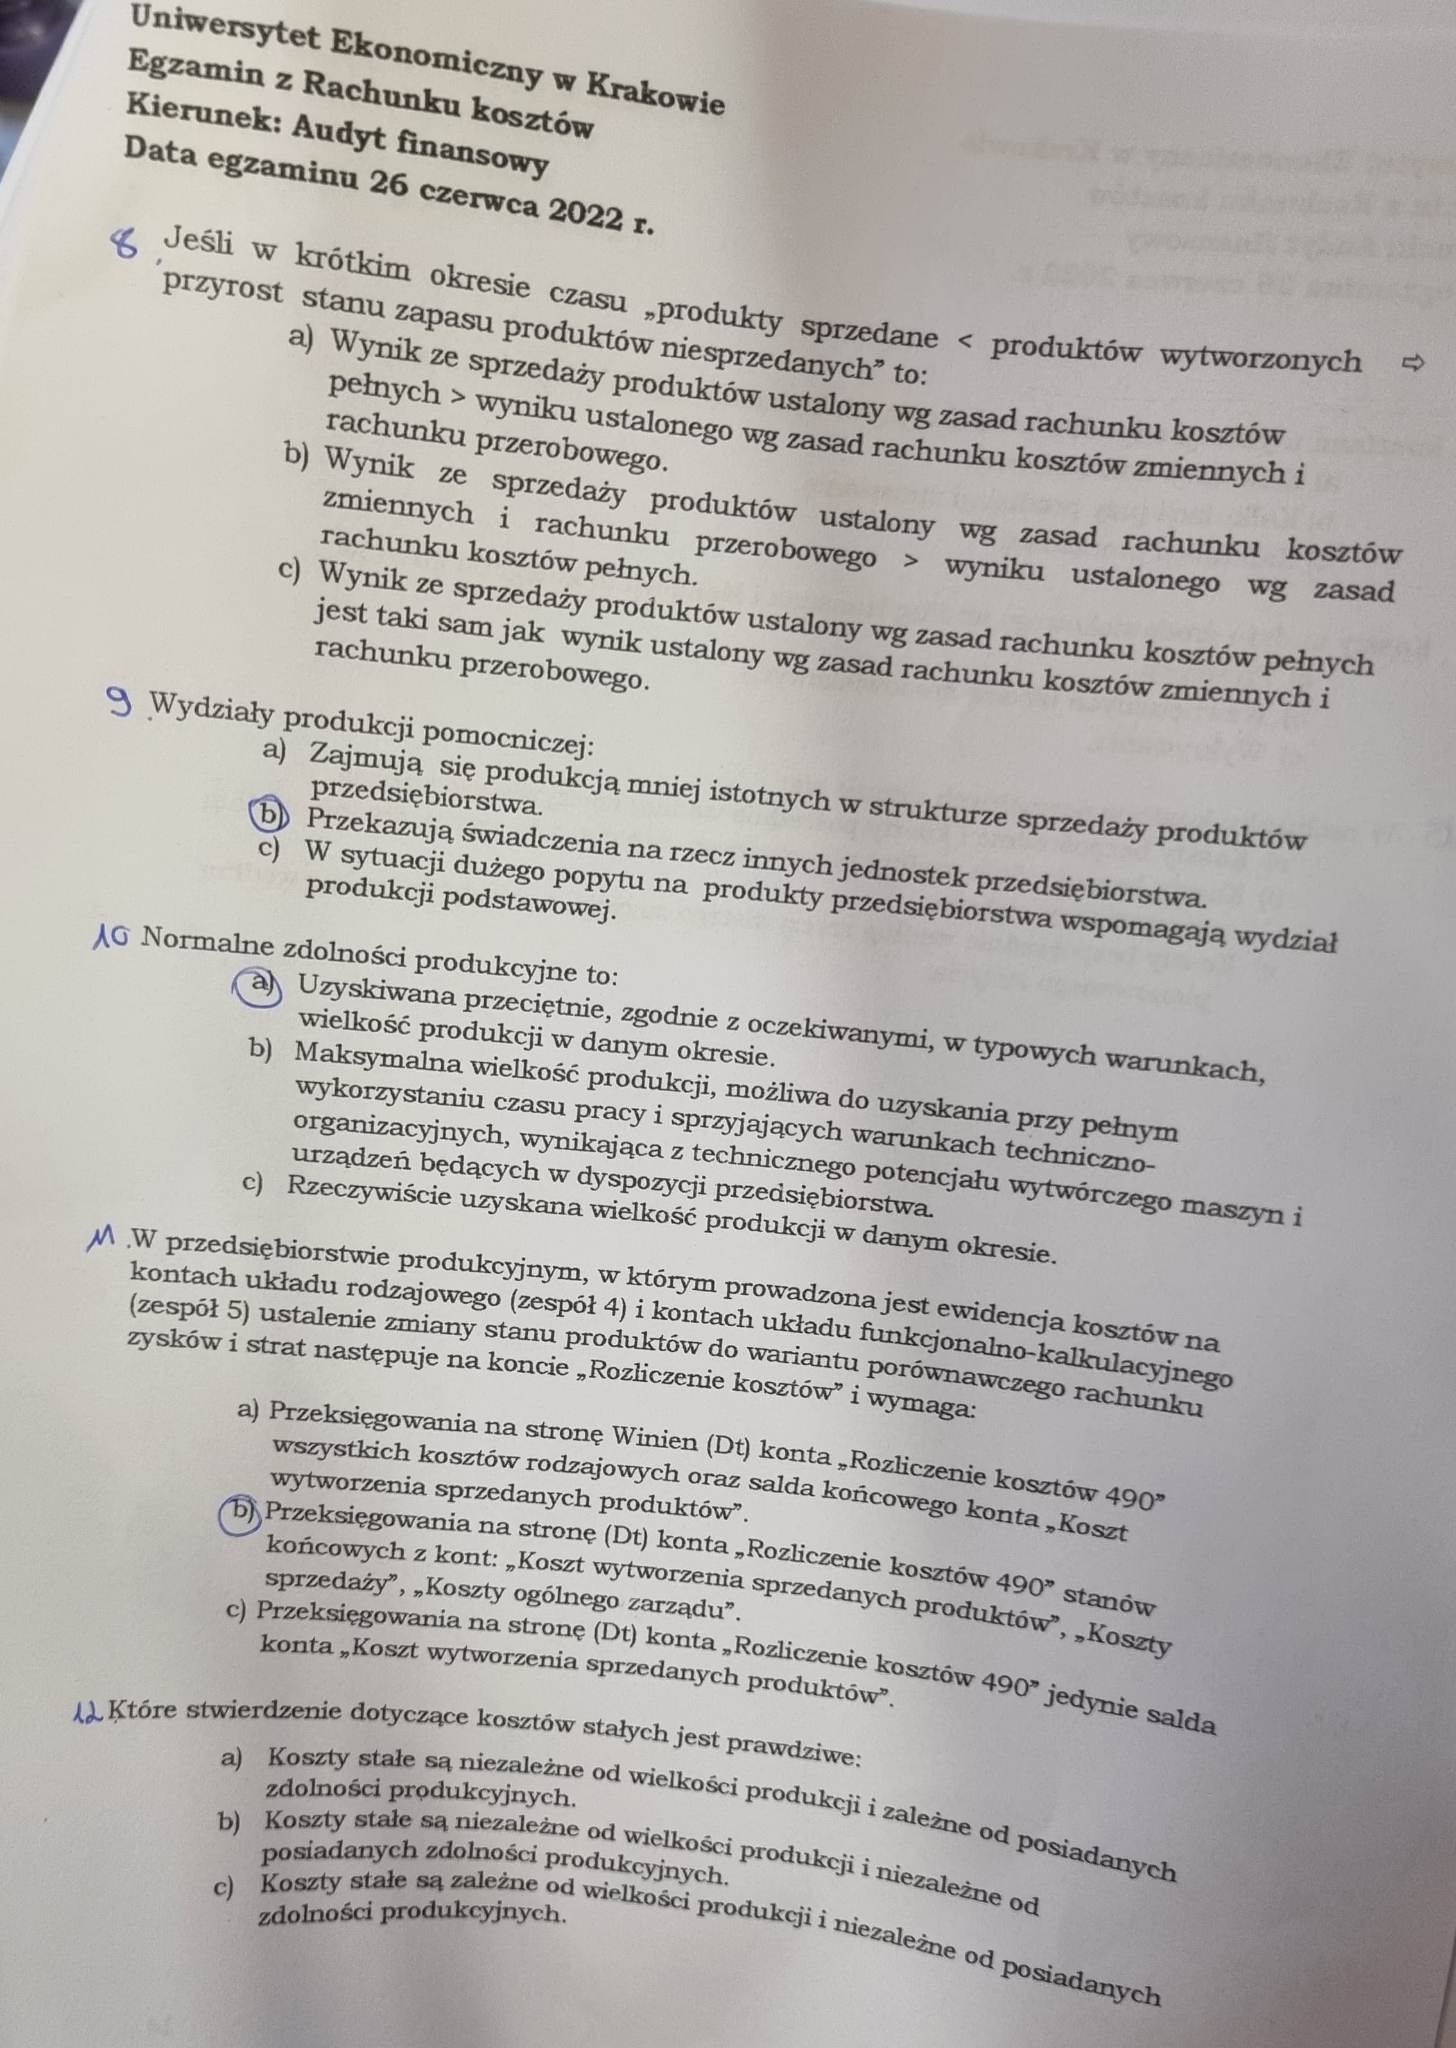 Uniwersytet Ekonomiczny w Krakowie
Egzamin z Rachunku kosztów
Kierunek: Audyt finansowy
Data egzaminu 26 czerwca 2022 r.
8 Jeśli w krótkim okresie czasu „produkty sprzedane < produktów wytworzonych ⇨
przyrost stanu zapasu produktów niesprzedanych” to:
a) Wynik ze sprzedaży produktów ustalony wg zasad rachunku kosztów
pełnych > wyniku ustalonego wg zasad rachunku kosztów zmiennych i
rachunku przerobowego.
b) Wynik ze sprzedaży produktów ustalony wg zasad rachunku kosztów
zmiennych i rachunku przerobowego > wyniku ustalonego wg zasad
rachunku kosztów pełnych.
c) Wynik ze sprzedaży produktów ustalony wg zasad rachunku kosztów pełnych
jest taki sam jak wynik ustalony wg zasad rachunku kosztów zmiennych i
rachunku przerobowego.
9 Wydziały produkcji pomocniczej:
a) Zajmują się produkcją mniej istotnych w strukturze sprzedaży produktów
przedsiębiorstwa.
b) Przekazują świadczenia na rzecz innych jednostek przedsiębiorstwa.
c) W sytuacji dużego popytu na produkty przedsiębiorstwa wspomagają wydział
produkcji podstawowej.
10 Normalne zdolności produkcyjne to:
a) Uzyskiwana przeciętnie, zgodnie z oczekiwanymi, w typowych warunkach,
wielkość produkcji w danym okresie.
b) Maksymalna wielkość produkcji, możliwa do uzyskania przy pełnym
wykorzystaniu czasu pracy i sprzyjających warunkach techniczno-
organizacyjnych, wynikająca z technicznego potencjału wytwórczego maszyn i
urządzeń będących w dyspozycji przedsiębiorstwa.
c) Rzeczywiście uzyskana wielkość produkcji w danym okresie.
11 .W przedsiębiorstwie produkcyjnym, w którym prowadzona jest ewidencja kosztów na
kontach układu rodzajowego (zespół 4) i kontach układu funkcjonalno-kalkulacyjnego
(zespół 5) ustalenie zmiany stanu produktów do wariantu porównawczego rachunku
zysków i strat następuje na koncie „Rozliczenie kosztów” i wymaga:
a) Przeksięgowania na stronę Winien (Dt) konta „Rozliczenie kosztów 490”
wszystkich kosztów rodzajowych oraz salda końcowego konta „Koszt
wytworzenia sprzedanych produktów”.
b) Przeksięgowania na stronę (Dt) konta „Rozliczenie kosztów 490” stanów
końcowych z kont: „Koszt wytworzenia sprzedanych produktów”, „Koszty
sprzedaży”, „Koszty ogólnego zarządu”.
c) Przeksięgowania na stronę (Dt) konta „Rozliczenie kosztów 490” jedynie salda
konta „Koszt wytworzenia sprzedanych produktów”.
12 Które stwierdzenie dotyczące kosztów stałych jest prawdziwe:
a) Koszty stałe są niezależne od wielkości produkcji i zależne od posiadanych
zdolności produkcyjnych.
b) Koszty stałe są niezależne od wielkości produkcji i niezależne od
posiadanych zdolności produkcyjnych.
c) Koszty stałe są zależne od wielkości produkcji i niezależne od posiadanych
zdolności produkcyjnych.